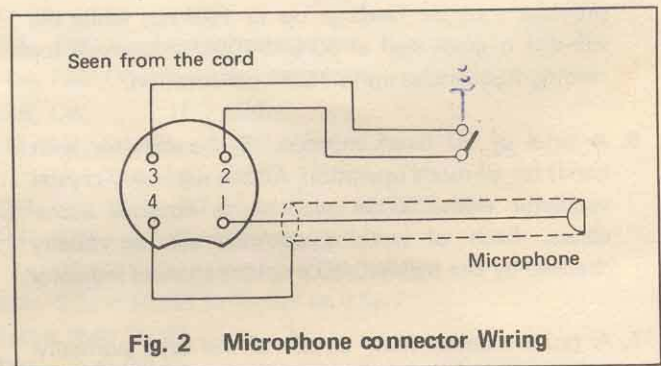 Seen from the cord
3 2
4 1
Microphone
Fig. 2 Microphone connector Wiring